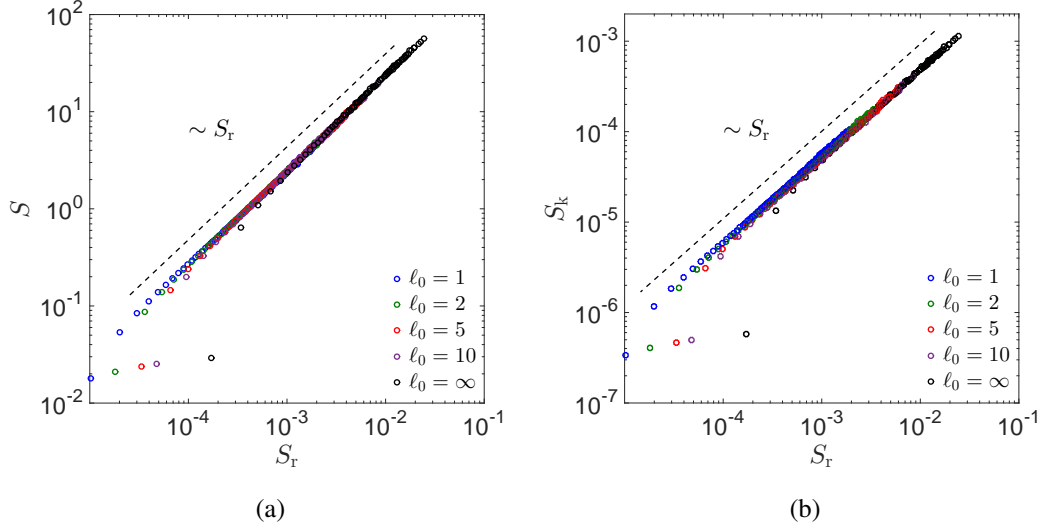 10^2
10^1
10^0
10^-1
10^-2
S
∼ S_r
ℓ_0 = 1
ℓ_0 = 2
ℓ_0 = 5
ℓ_0 = 10
ℓ_0 = ∞
10^-4 10^-3 10^-2 10^-1
S_r
(a)
10^-3
10^-4
10^-5
10^-6
10^-7
S_k
∼ S_r
ℓ_0 = 1
ℓ_0 = 2
ℓ_0 = 5
ℓ_0 = 10
ℓ_0 = ∞
10^-4 10^-3 10^-2 10^-1
S_r
(b)